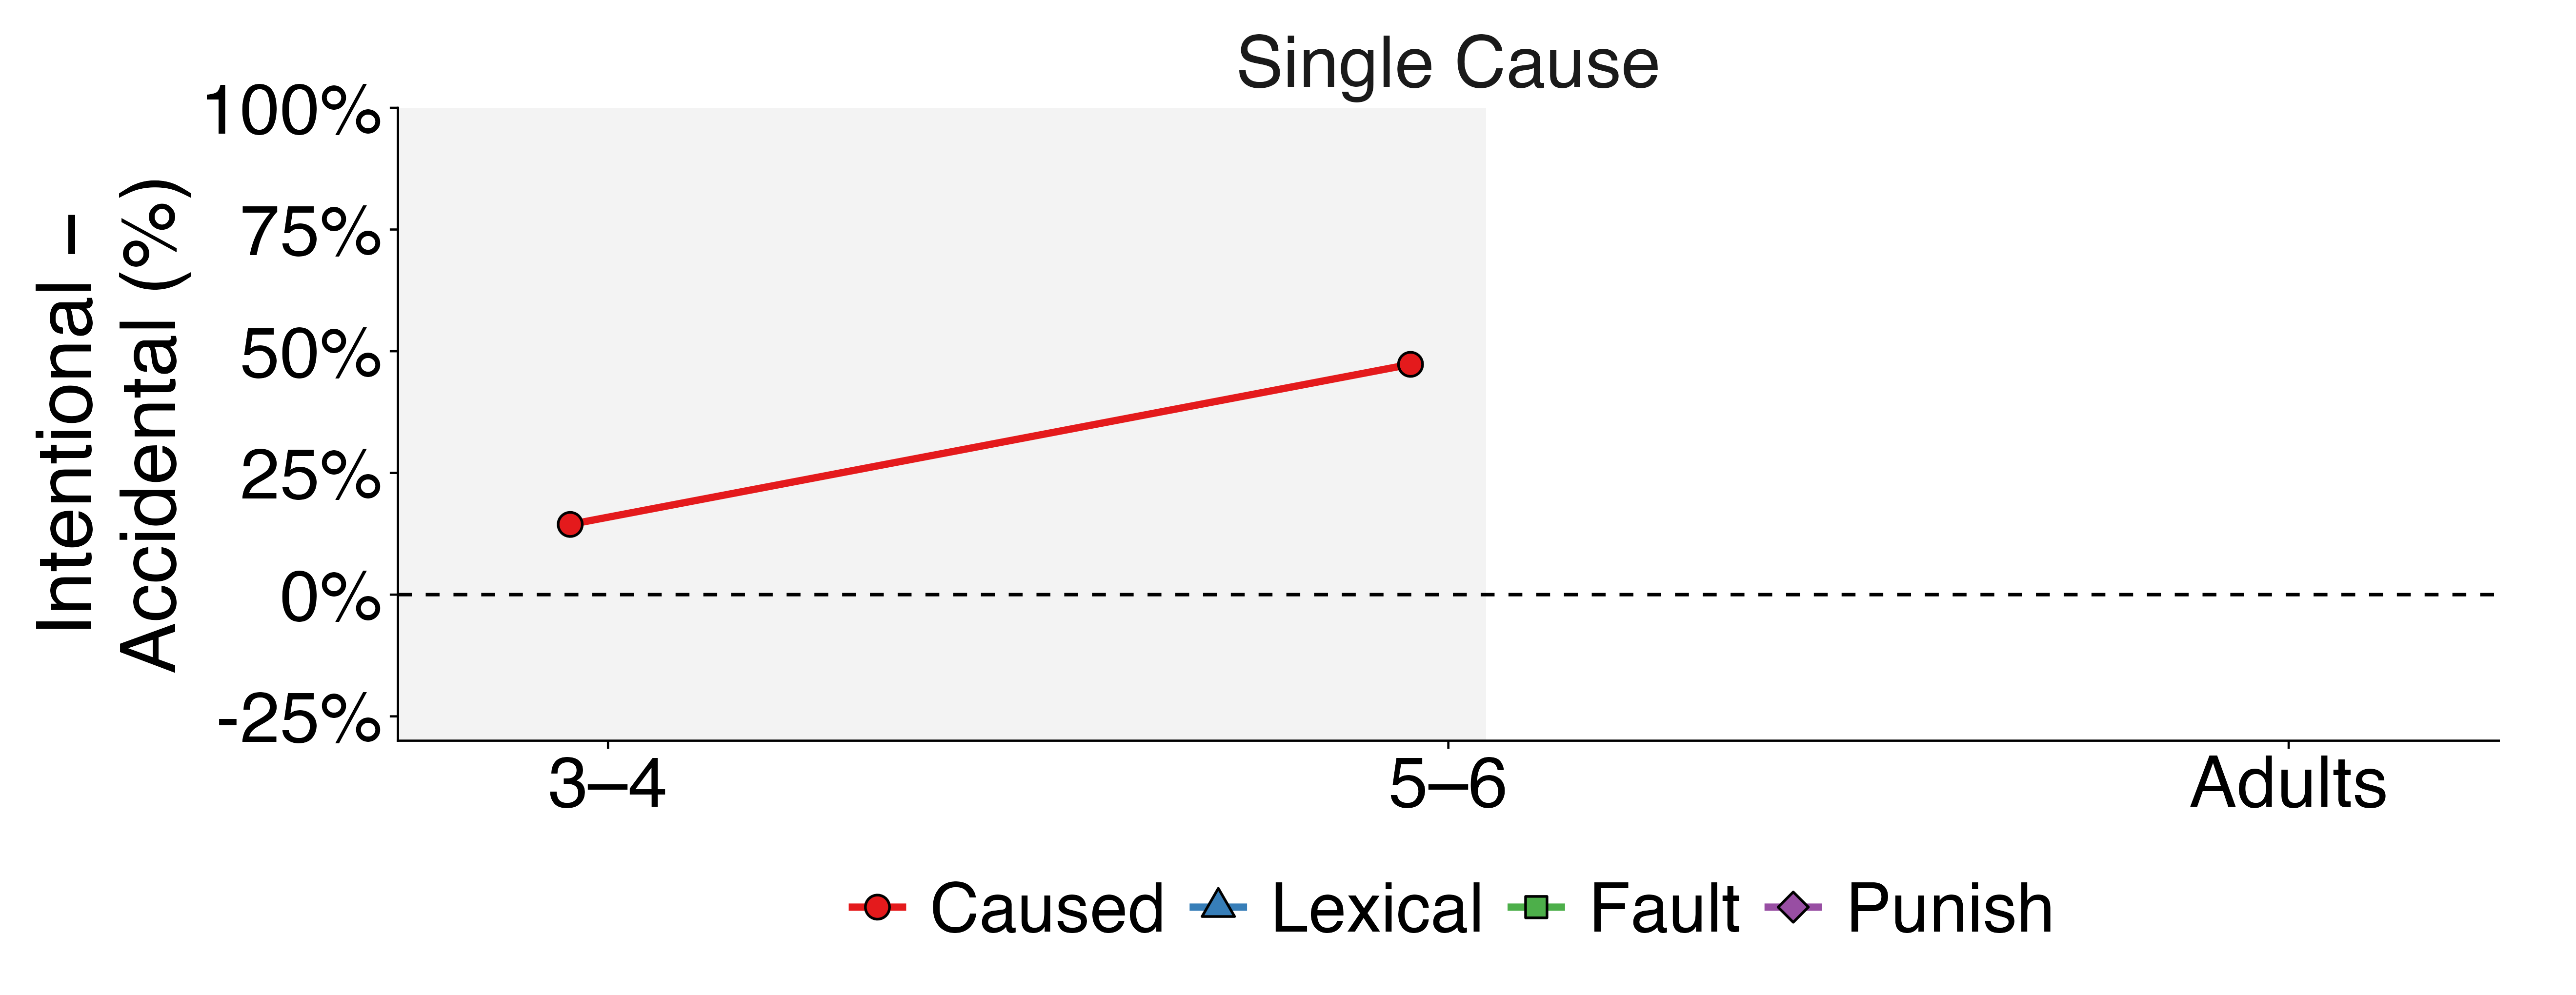 Single Cause
Intentional –
Accidental (%)
100%
75%
50%
25%
0%
-25%
3–4
5–6
Adults
Caused
Lexical
Fault
Punish